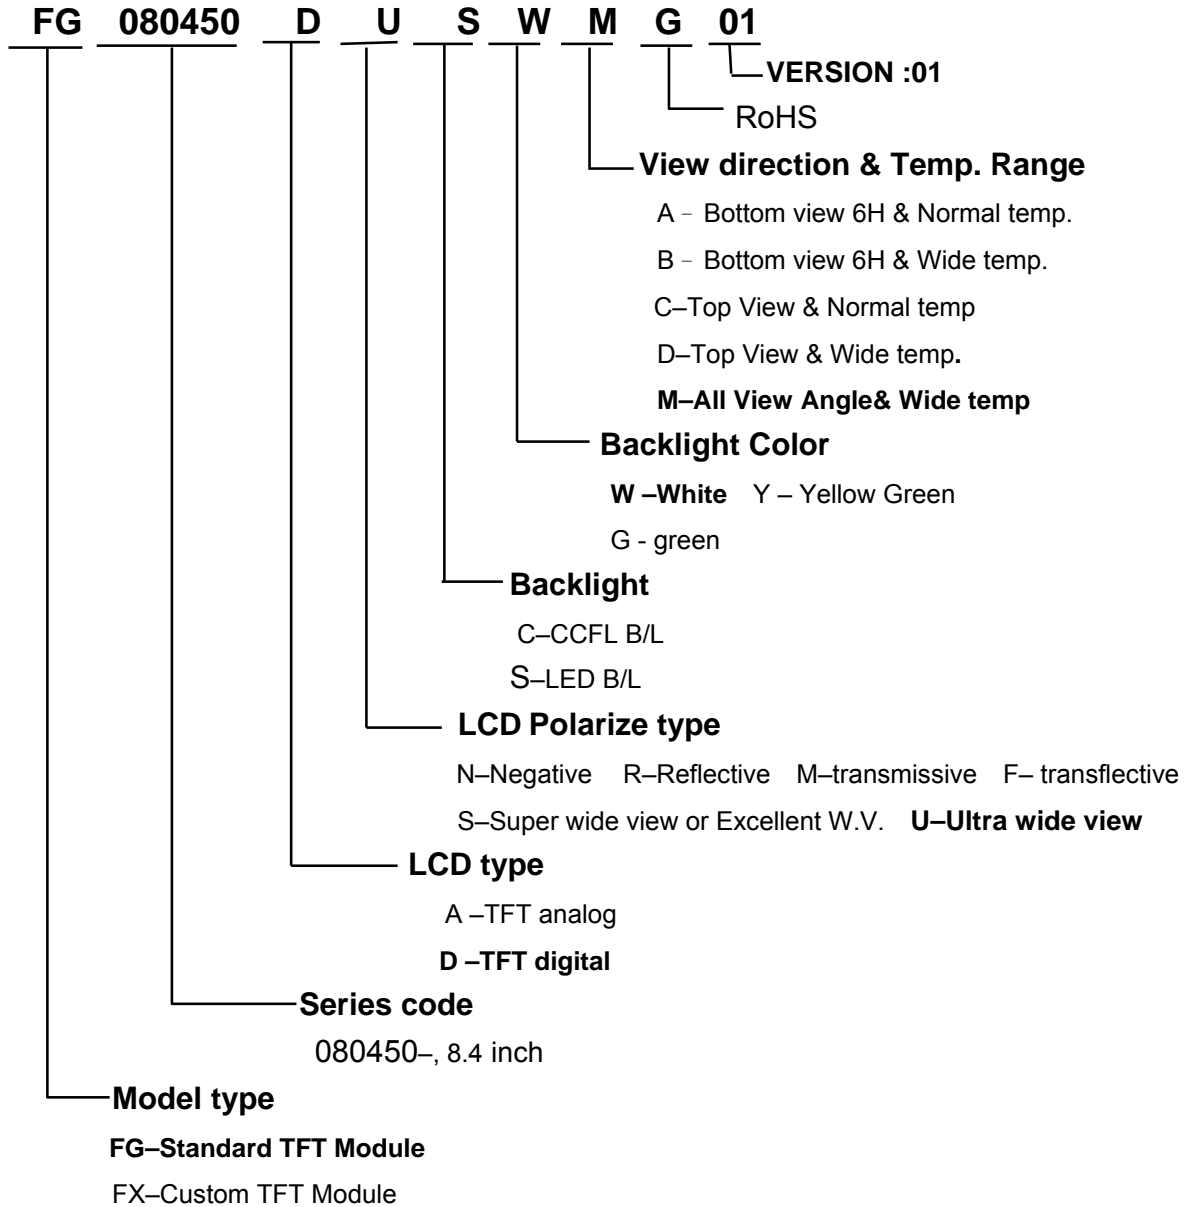 FG 080450 D U S W M G 01
VERSION :01
RoHS
View direction & Temp. Range
A – Bottom view 6H & Normal temp.
B – Bottom view 6H & Wide temp.
C–Top View & Normal temp
D–Top View & Wide temp.
M–All View Angle& Wide temp
Backlight Color
W –White Y – Yellow Green
G - green
Backlight
C–CCFL B/L
S–LED B/L
LCD Polarize type
N–Negative R–Reflective M–transmissive F– transflective
S–Super wide view or Excellent W.V. U–Ultra wide view
LCD type
A –TFT analog
D –TFT digital
Series code
080450–, 8.4 inch
Model type
FG–Standard TFT Module
FX–Custom TFT Module